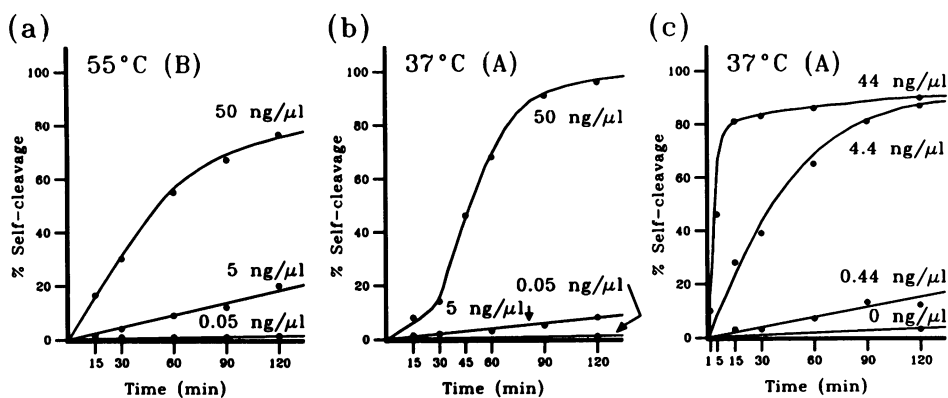 (a)
55°C (B)
100
80
60
40
20
0
% Self-cleavage
50 ng/μl
5 ng/μl
0.05 ng/μl
15 30 60 90 120
Time (min)
(b)
37°C (A)
100
80
60
40
20
0
% Self-cleavage
50 ng/μl
0.05 ng/μl
5 ng/μl
15 30 45 60 90 120
Time (min)
(c)
37°C (A)
100
80
60
40
20
0
% Self-cleavage
44 ng/μl
4.4 ng/μl
0.44 ng/μl
0 ng/μl
1 5 15 30 60 90 120
Time (min)